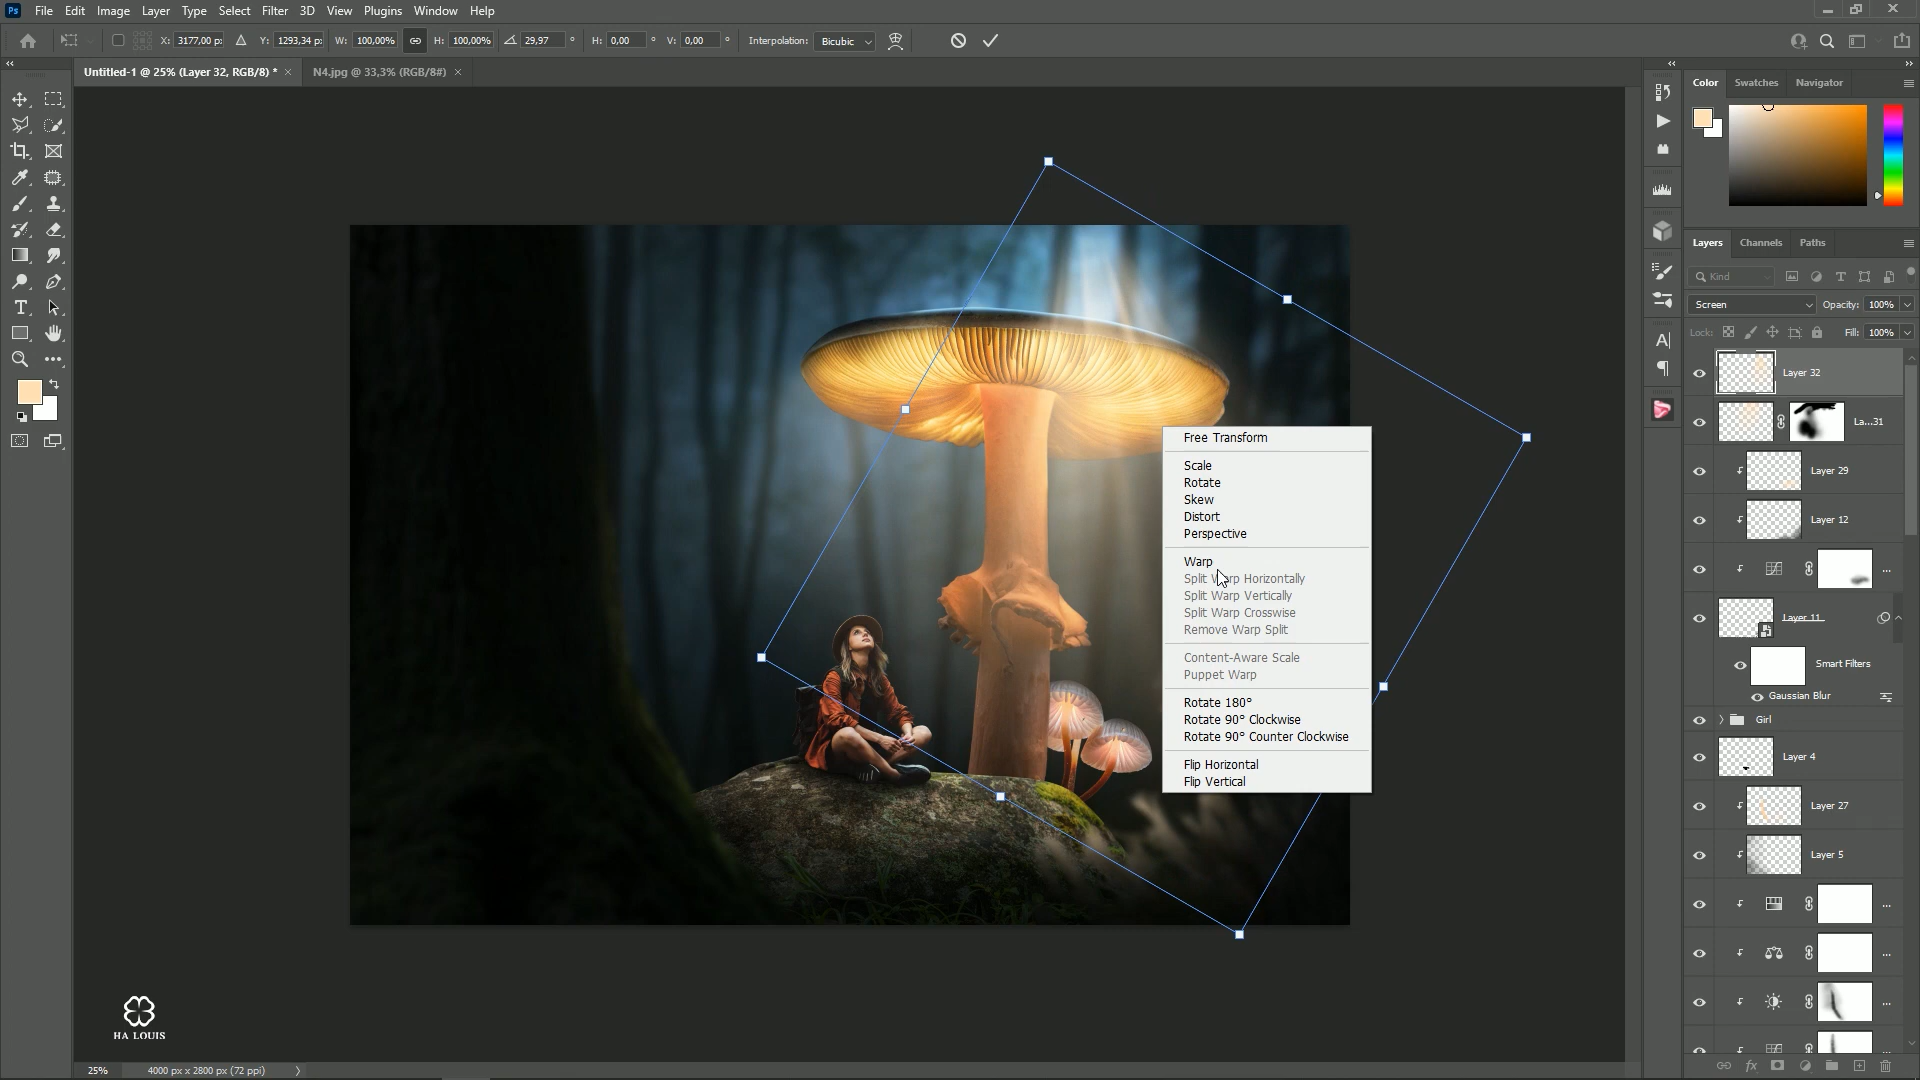 Ps File Edit Image Layer Type Select Filter 3D View Plugins Window Help
X: 3177,00 p: Y: 1293,34 p: W: 100,00% H: 100,00% 29,97 ° H: 0,00 ° V: 0,00 ° Interpolation: Bicubic
Untitled-1 @ 25% (Layer 32, RGB/8) * × N4.jpg @ 33,3% (RGB/8#) ×
Color Swatches Navigator
Layers Channels Paths
Kind
Screen Opacity: 100%
Lock: Fill: 100%
Layer 32
La...31
Layer 29
Layer 12
...
Layer 11
Smart Filters
Gaussian Blur
Girl
Layer 4
Layer 27
Layer 5
...
...
...
Free Transform
Scale
Rotate
Skew
Distort
Perspective
Warp
Split Warp Horizontally
Split Warp Vertically
Split Warp Crosswise
Remove Warp Split
Content-Aware Scale
Puppet Warp
Rotate 180°
Rotate 90° Clockwise
Rotate 90° Counter Clockwise
Flip Horizontal
Flip Vertical
HA LOUIS
25% 4000 px x 2800 px (72 ppi)
fx